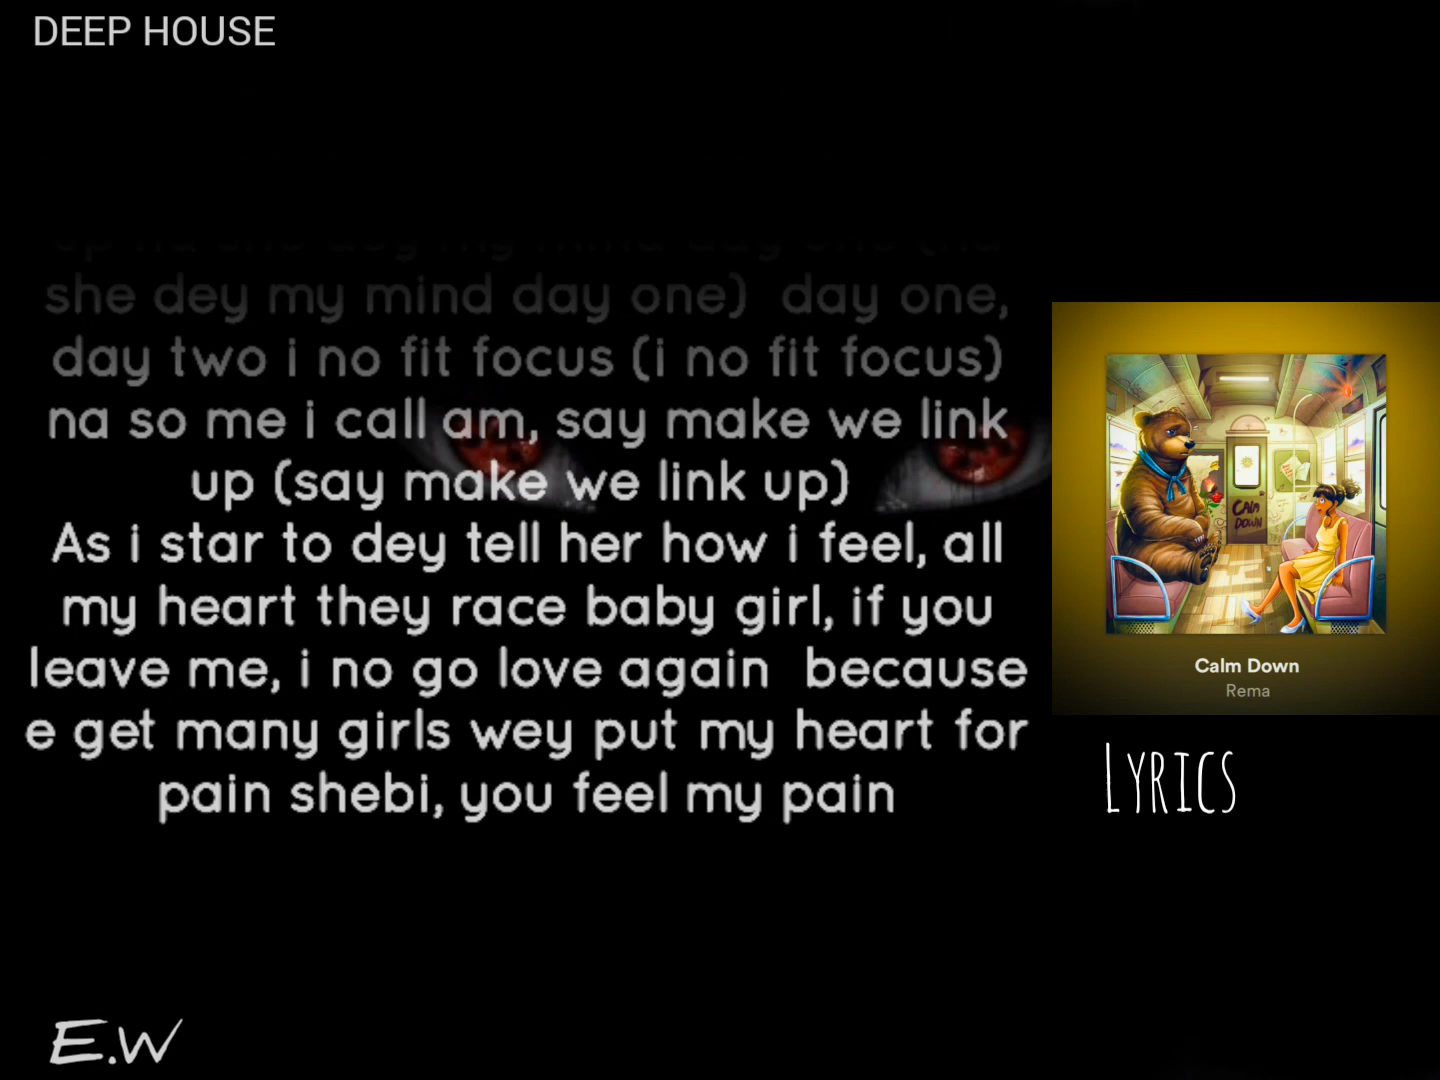 DEEP HOUSE
she dey my mind day one) day one,
day two i no fit focus (i no fit focus)
na so me i call am, say make we link
up (say make we link up)
As i star to dey tell her how i feel, all
my heart they race baby girl, if you
leave me, i no go love again because
e get many girls wey put my heart for
pain shebi, you feel my pain
CALM
DOWN
Calm Down
Rema
LYRICS
E.W